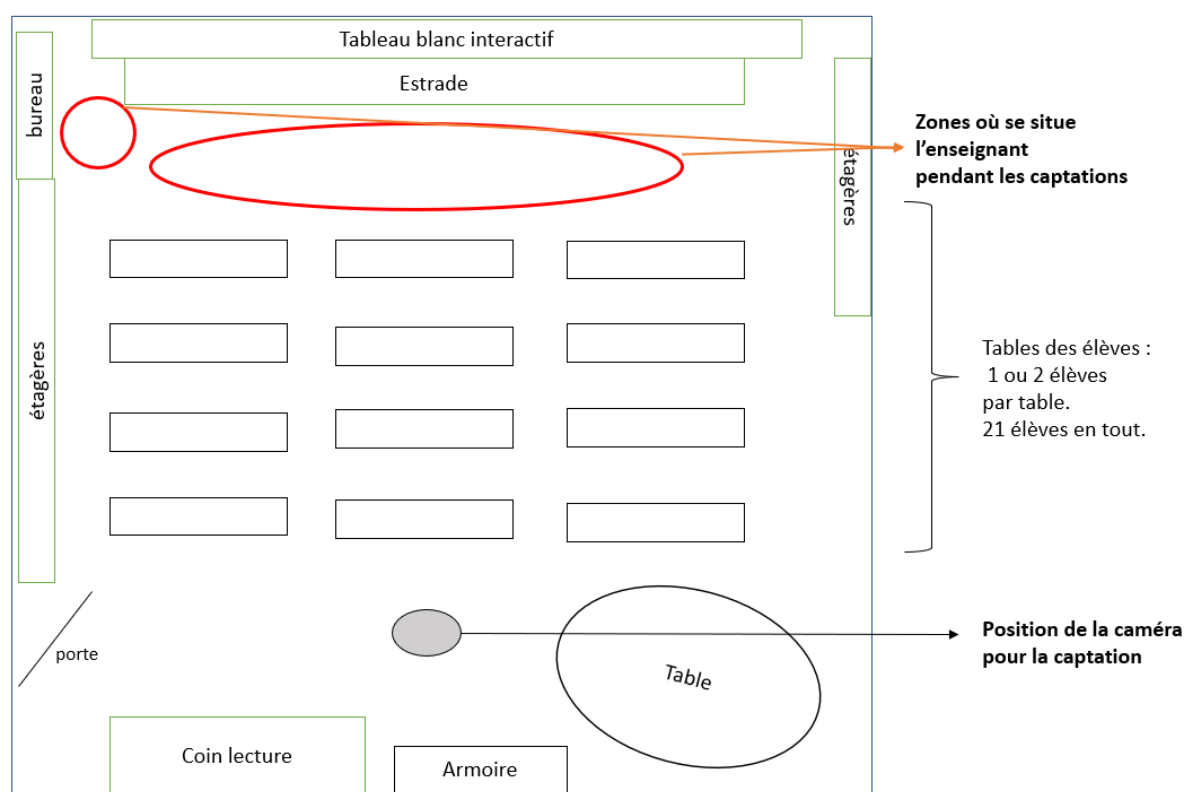 Tableau blanc interactif
Estrade
bureau
Zones où se situe
l’enseignant
pendant les captations
étagères
étagères
Tables des élèves :
1 ou 2 élèves
par table.
21 élèves en tout.
Position de la caméra
pour la captation
porte
Table
Coin lecture
Armoire